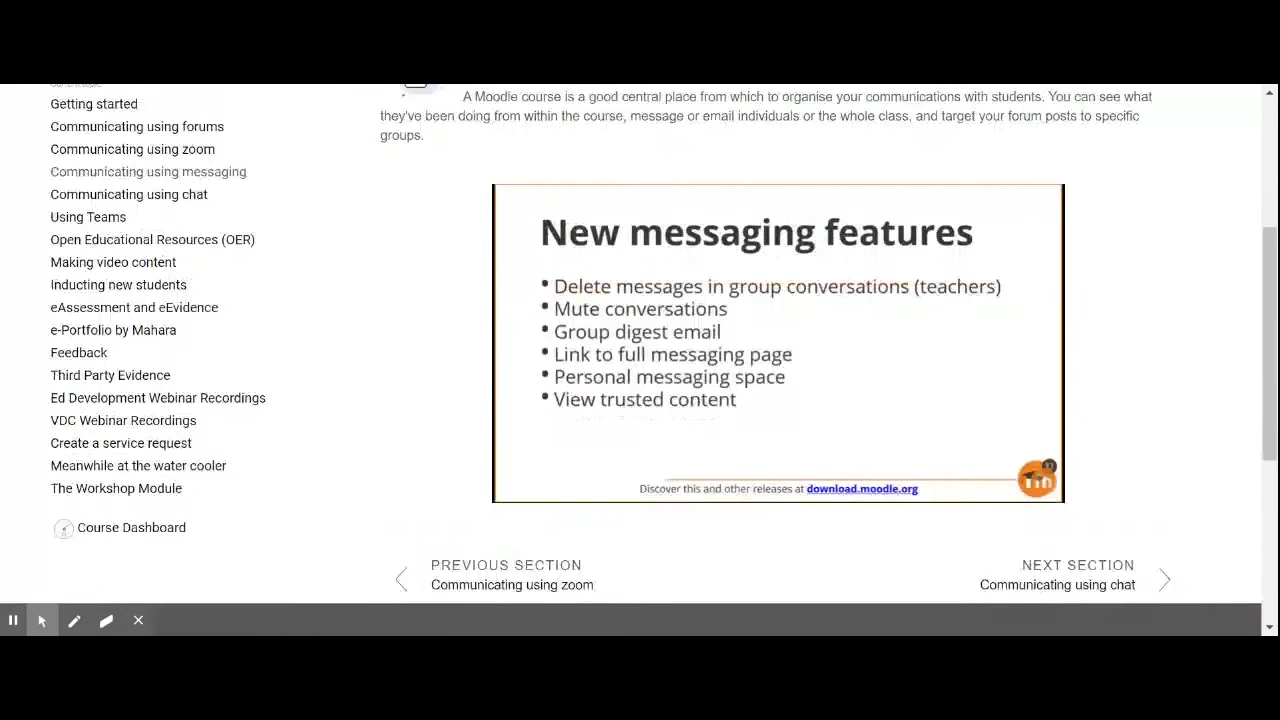 Getting started
Communicating using forums
Communicating using zoom
Communicating using messaging
Communicating using chat
Using Teams
Open Educational Resources (OER)
Making video content
Inducting new students
eAssessment and eEvidence
e-Portfolio by Mahara
Feedback
Third Party Evidence
Ed Development Webinar Recordings
VDC Webinar Recordings
Create a service request
Meanwhile at the water cooler
The Workshop Module
Course Dashboard
A Moodle course is a good central place from which to organise your communications with students. You can see what
they've been doing from within the course, message or email individuals or the whole class, and target your forum posts to specific
groups.
New messaging features
• Delete messages in group conversations (teachers)
• Mute conversations
• Group digest email
• Link to full messaging page
• Personal messaging space
• View trusted content
Discover this and other releases at download.moodle.org
PREVIOUS SECTION
Communicating using zoom
NEXT SECTION
Communicating using chat